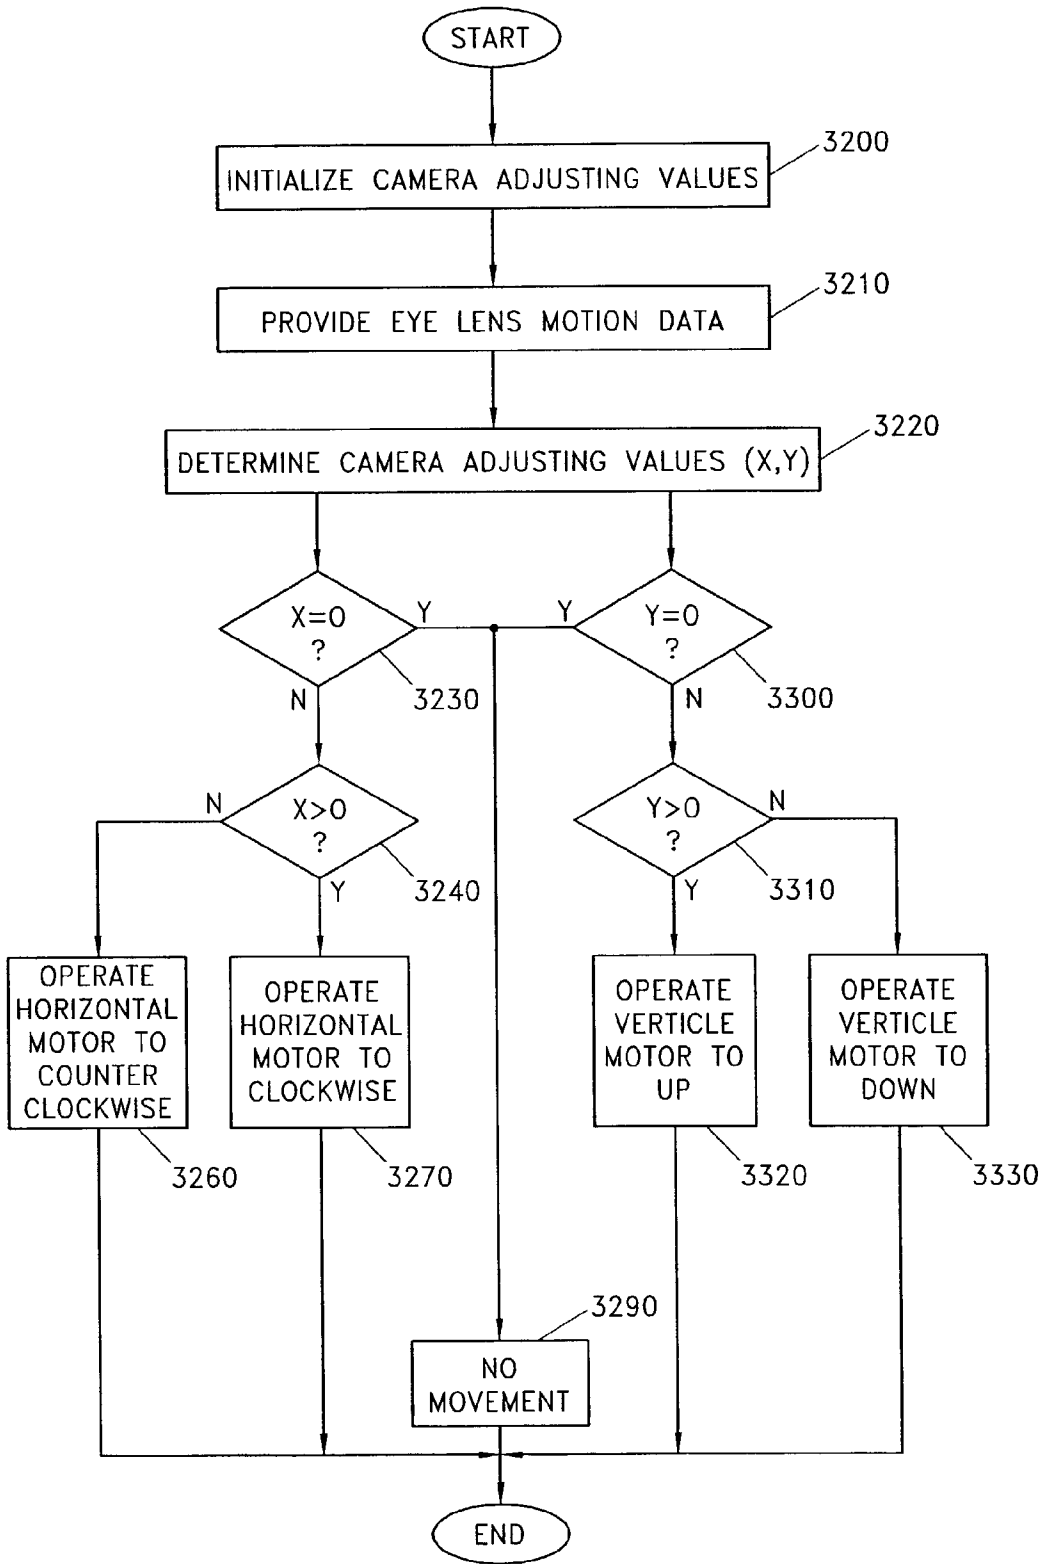 START
3200
INITIALIZE CAMERA ADJUSTING VALUES
3210
PROVIDE EYE LENS MOTION DATA
3220
DETERMINE CAMERA ADJUSTING VALUES (X,Y)
X=0
?
Y
N
3230
Y=0
?
Y
N
3300
X>0
?
N
Y
3240
Y>0
?
N
Y
3310
OPERATE
HORIZONTAL
MOTOR TO
COUNTER
CLOCKWISE
3260
OPERATE
HORIZONTAL
MOTOR TO
CLOCKWISE
3270
OPERATE
VERTICLE
MOTOR TO
UP
3320
OPERATE
VERTICLE
MOTOR TO
DOWN
3330
3290
NO
MOVEMENT
END